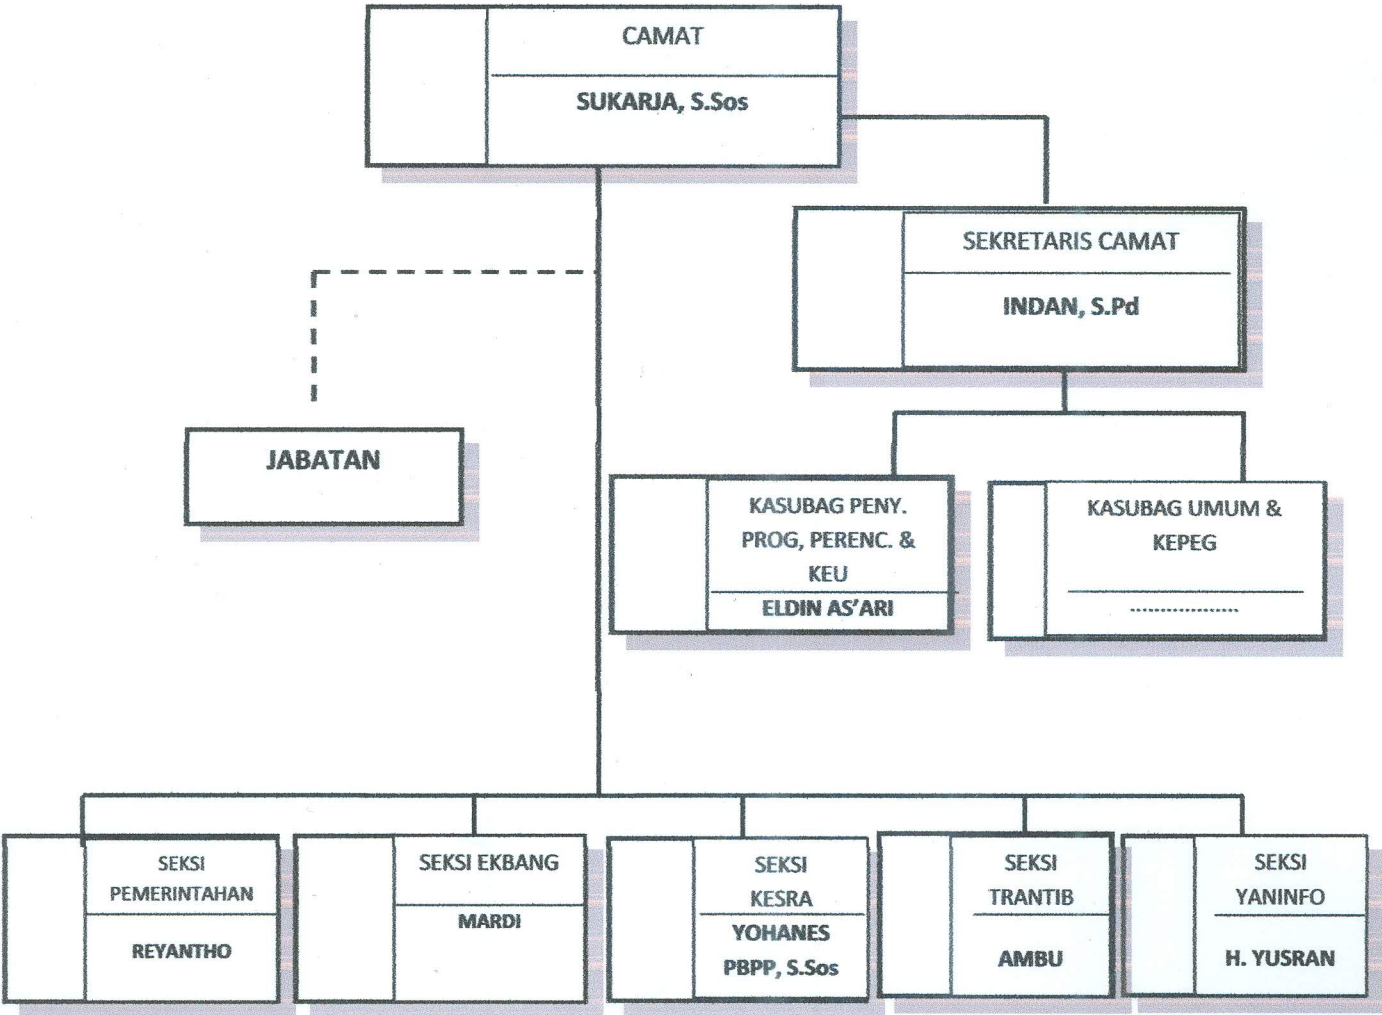 CAMAT
SUKARJA, S.Sos
SEKRETARIS CAMAT
INDAN, S.Pd
JABATAN
KASUBAG PENY.
PROG, PERENC. &
KEU
ELDIN AS'ARI
KASUBAG UMUM &
KEPEG
..................
SEKSI
PEMERINTAHAN
REYANTHO
SEKSI EKBANG
MARDI
SEKSI
KESRA
YOHANES
PBPP, S.Sos
SEKSI
TRANTIB
AMBU
SEKSI
YANINFO
H. YUSRAN